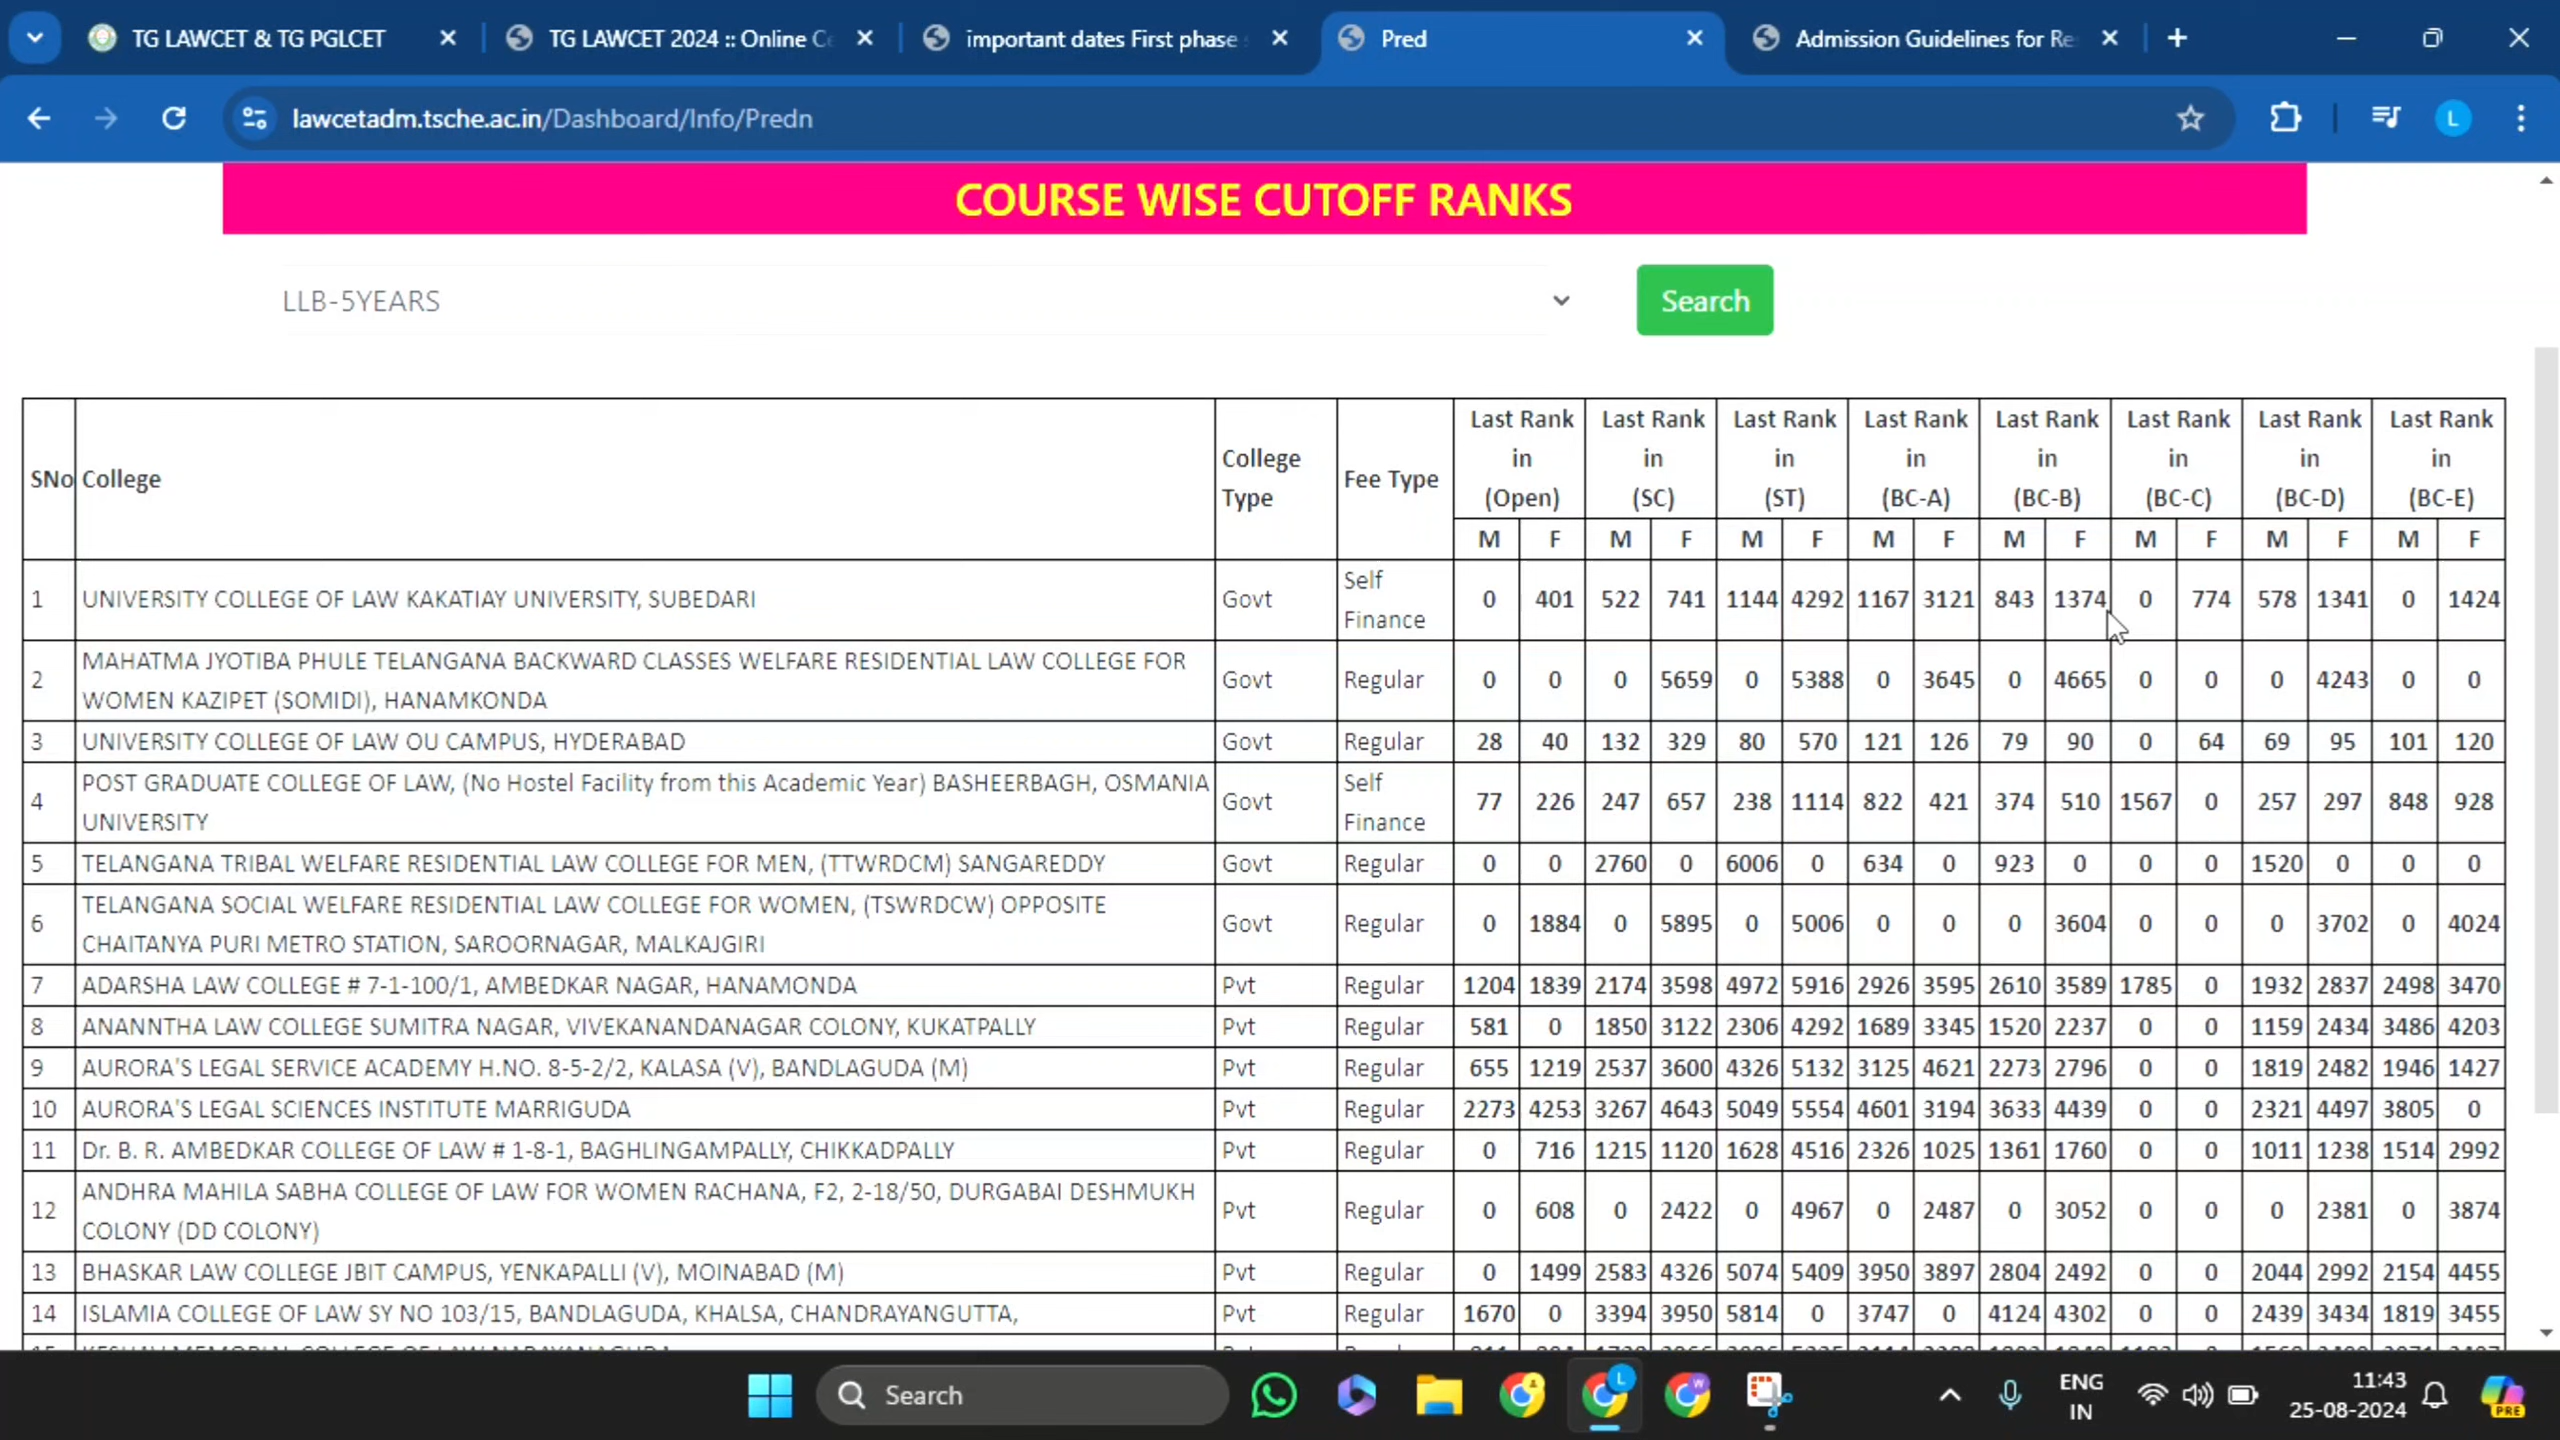 TG LAWCET & TG PGLCET
TG LAWCET 2024 :: Online Ce
important dates First phase
Pred
Admission Guidelines for Re
lawcetadm.tsche.ac.in/Dashboard/Info/Predn
L
COURSE WISE CUTOFF RANKS
LLB-5YEARS
Search
SNo College College Type Fee Type Last Rank in (Open) Last Rank in (SC) Last Rank in (ST) Last Rank in (BC-A) Last Rank in (BC-B) Last Rank in (BC-C) Last Rank in (BC-D) Last Rank in (BC-E)
M F M F M F M F M F M F M F M F
1 UNIVERSITY COLLEGE OF LAW KAKATIAY UNIVERSITY, SUBEDARI Govt Self Finance 0 401 522 741 1144 4292 1167 3121 843 1374 0 774 578 1341 0 1424
2 MAHATMA JYOTIBA PHULE TELANGANA BACKWARD CLASSES WELFARE RESIDENTIAL LAW COLLEGE FOR
WOMEN KAZIPET (SOMIDI), HANAMKONDA Govt Regular 0 0 0 5659 0 5388 0 3645 0 4665 0 0 0 4243 0 0
3 UNIVERSITY COLLEGE OF LAW OU CAMPUS, HYDERABAD Govt Regular 28 40 132 329 80 570 121 126 79 90 0 64 69 95 101 120
4 POST GRADUATE COLLEGE OF LAW, (No Hostel Facility from this Academic Year) BASHEERBAGH, OSMANIA
UNIVERSITY Govt Self Finance 77 226 247 657 238 1114 822 421 374 510 1567 0 257 297 848 928
5 TELANGANA TRIBAL WELFARE RESIDENTIAL LAW COLLEGE FOR MEN, (TTWRDCM) SANGAREDDY Govt Regular 0 0 2760 0 6006 0 634 0 923 0 0 0 1520 0 0 0
6 TELANGANA SOCIAL WELFARE RESIDENTIAL LAW COLLEGE FOR WOMEN, (TSWRDCW) OPPOSITE
CHAITANYA PURI METRO STATION, SAROORNAGAR, MALKAJGIRI Govt Regular 0 1884 0 5895 0 5006 0 0 0 3604 0 0 0 3702 0 4024
7 ADARSHA LAW COLLEGE # 7-1-100/1, AMBEDKAR NAGAR, HANAMONDA Pvt Regular 1204 1839 2174 3598 4972 5916 2926 3595 2610 3589 1785 0 1932 2837 2498 3470
8 ANANNTHA LAW COLLEGE SUMITRA NAGAR, VIVEKANANDANAGAR COLONY, KUKATPALLY Pvt Regular 581 0 1850 3122 2306 4292 1689 3345 1520 2237 0 0 1159 2434 3486 4203
9 AURORA'S LEGAL SERVICE ACADEMY H.NO. 8-5-2/2, KALASA (V), BANDLAGUDA (M) Pvt Regular 655 1219 2537 3600 4326 5132 3125 4621 2273 2796 0 0 1819 2482 1946 1427
10 AURORA'S LEGAL SCIENCES INSTITUTE MARRIGUDA Pvt Regular 2273 4253 3267 4643 5049 5554 4601 3194 3633 4439 0 0 2321 4497 3805 0
11 Dr. B. R. AMBEDKAR COLLEGE OF LAW # 1-8-1, BAGHLINGAMPALLY, CHIKKADPALLY Pvt Regular 0 716 1215 1120 1628 4516 2326 1025 1361 1760 0 0 1011 1238 1514 2992
12 ANDHRA MAHILA SABHA COLLEGE OF LAW FOR WOMEN RACHANA, F2, 2-18/50, DURGABAI DESHMUKH
COLONY (DD COLONY) Pvt Regular 0 608 0 2422 0 4967 0 2487 0 3052 0 0 0 2381 0 3874
13 BHASKAR LAW COLLEGE JBIT CAMPUS, YENKAPALLI (V), MOINABAD (M) Pvt Regular 0 1499 2583 4326 5074 5409 3950 3897 2804 2492 0 0 2044 2992 2154 4455
14 ISLAMIA COLLEGE OF LAW SY NO 103/15, BANDLAGUDA, KHALSA, CHANDRAYANGUTTA, Pvt Regular 1670 0 3394 3950 5814 0 3747 0 4124 4302 0 0 2439 3434 1819 3455
Search
L
W
ENG
IN
11:43
25-08-2024
PRE